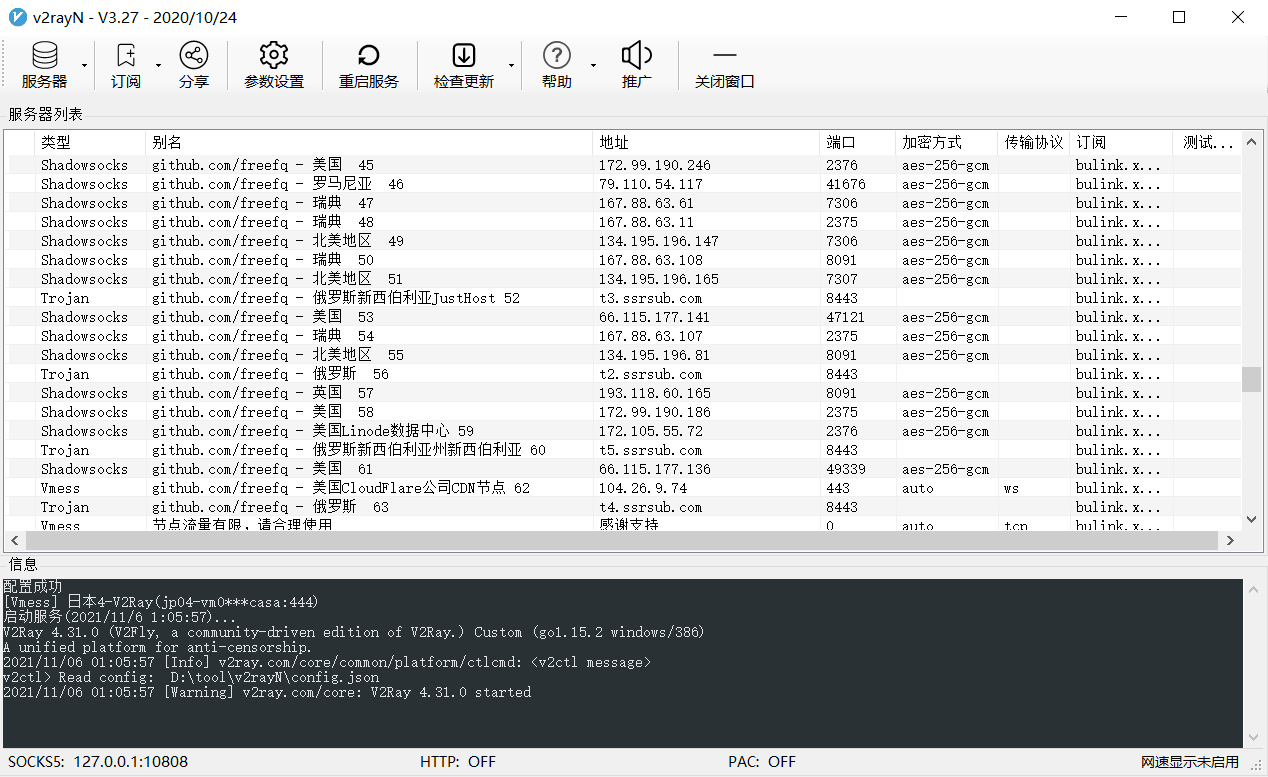 v2rayN - V3.27 - 2020/10/24
服务器 订阅 分享 参数设置 重启服务 检查更新 帮助 推广 关闭窗口
服务器列表
类型 别名 地址 端口 加密方式 传输协议 订阅 测试...
Shadowsocks github.com/freefq - 美国 45 172.99.190.246 2376 aes-256-gcm bulink.x...
Shadowsocks github.com/freefq - 罗马尼亚 46 79.110.54.117 41676 aes-256-gcm bulink.x...
Shadowsocks github.com/freefq - 瑞典 47 167.88.63.61 7306 aes-256-gcm bulink.x...
Shadowsocks github.com/freefq - 瑞典 48 167.88.63.11 2375 aes-256-gcm bulink.x...
Shadowsocks github.com/freefq - 北美地区 49 134.195.196.147 7306 aes-256-gcm bulink.x...
Shadowsocks github.com/freefq - 瑞典 50 167.88.63.108 8091 aes-256-gcm bulink.x...
Shadowsocks github.com/freefq - 北美地区 51 134.195.196.165 7307 aes-256-gcm bulink.x...
Trojan github.com/freefq - 俄罗斯新西伯利亚JustHost 52 t3.ssrsub.com 8443 bulink.x...
Shadowsocks github.com/freefq - 美国 53 66.115.177.141 47121 aes-256-gcm bulink.x...
Shadowsocks github.com/freefq - 瑞典 54 167.88.63.107 2375 aes-256-gcm bulink.x...
Shadowsocks github.com/freefq - 北美地区 55 134.195.196.81 8091 aes-256-gcm bulink.x...
Trojan github.com/freefq - 俄罗斯 56 t2.ssrsub.com 8443 bulink.x...
Shadowsocks github.com/freefq - 英国 57 193.118.60.165 8091 aes-256-gcm bulink.x...
Shadowsocks github.com/freefq - 美国 58 172.99.190.186 2375 aes-256-gcm bulink.x...
Shadowsocks github.com/freefq - 美国Linode数据中心 59 172.105.55.72 2376 aes-256-gcm bulink.x...
Trojan github.com/freefq - 俄罗斯新西伯利亚州新西伯利亚 60 t5.ssrsub.com 8443 bulink.x...
Shadowsocks github.com/freefq - 美国 61 66.115.177.136 49339 aes-256-gcm bulink.x...
Vmess github.com/freefq - 美国CloudFlare公司CDN节点 62 104.26.9.74 443 auto ws bulink.x...
Trojan github.com/freefq - 俄罗斯 63 t4.ssrsub.com 8443 bulink.x...
Vmess 节点流量有限，请合理使用 感谢支持 0 auto tcp bulink.x...
信息
配置成功
[Vmess] 日本4-V2Ray(jp04-vm0***casa:444)
启动服务(2021/11/6 1:05:57)...
V2Ray 4.31.0 (V2Fly, a community-driven edition of V2Ray.) Custom (go1.15.2 windows/386)
A unified platform for anti-censorship.
2021/11/06 01:05:57 [Info] v2ray.com/core/common/platform/ctlcmd: <v2ctl message>
v2ctl> Read config:  D:\tool\v2rayN\config.json
2021/11/06 01:05:57 [Warning] v2ray.com/core: V2Ray 4.31.0 started
SOCKS5: 127.0.0.1:10808 HTTP: OFF PAC: OFF 网速显示未启用